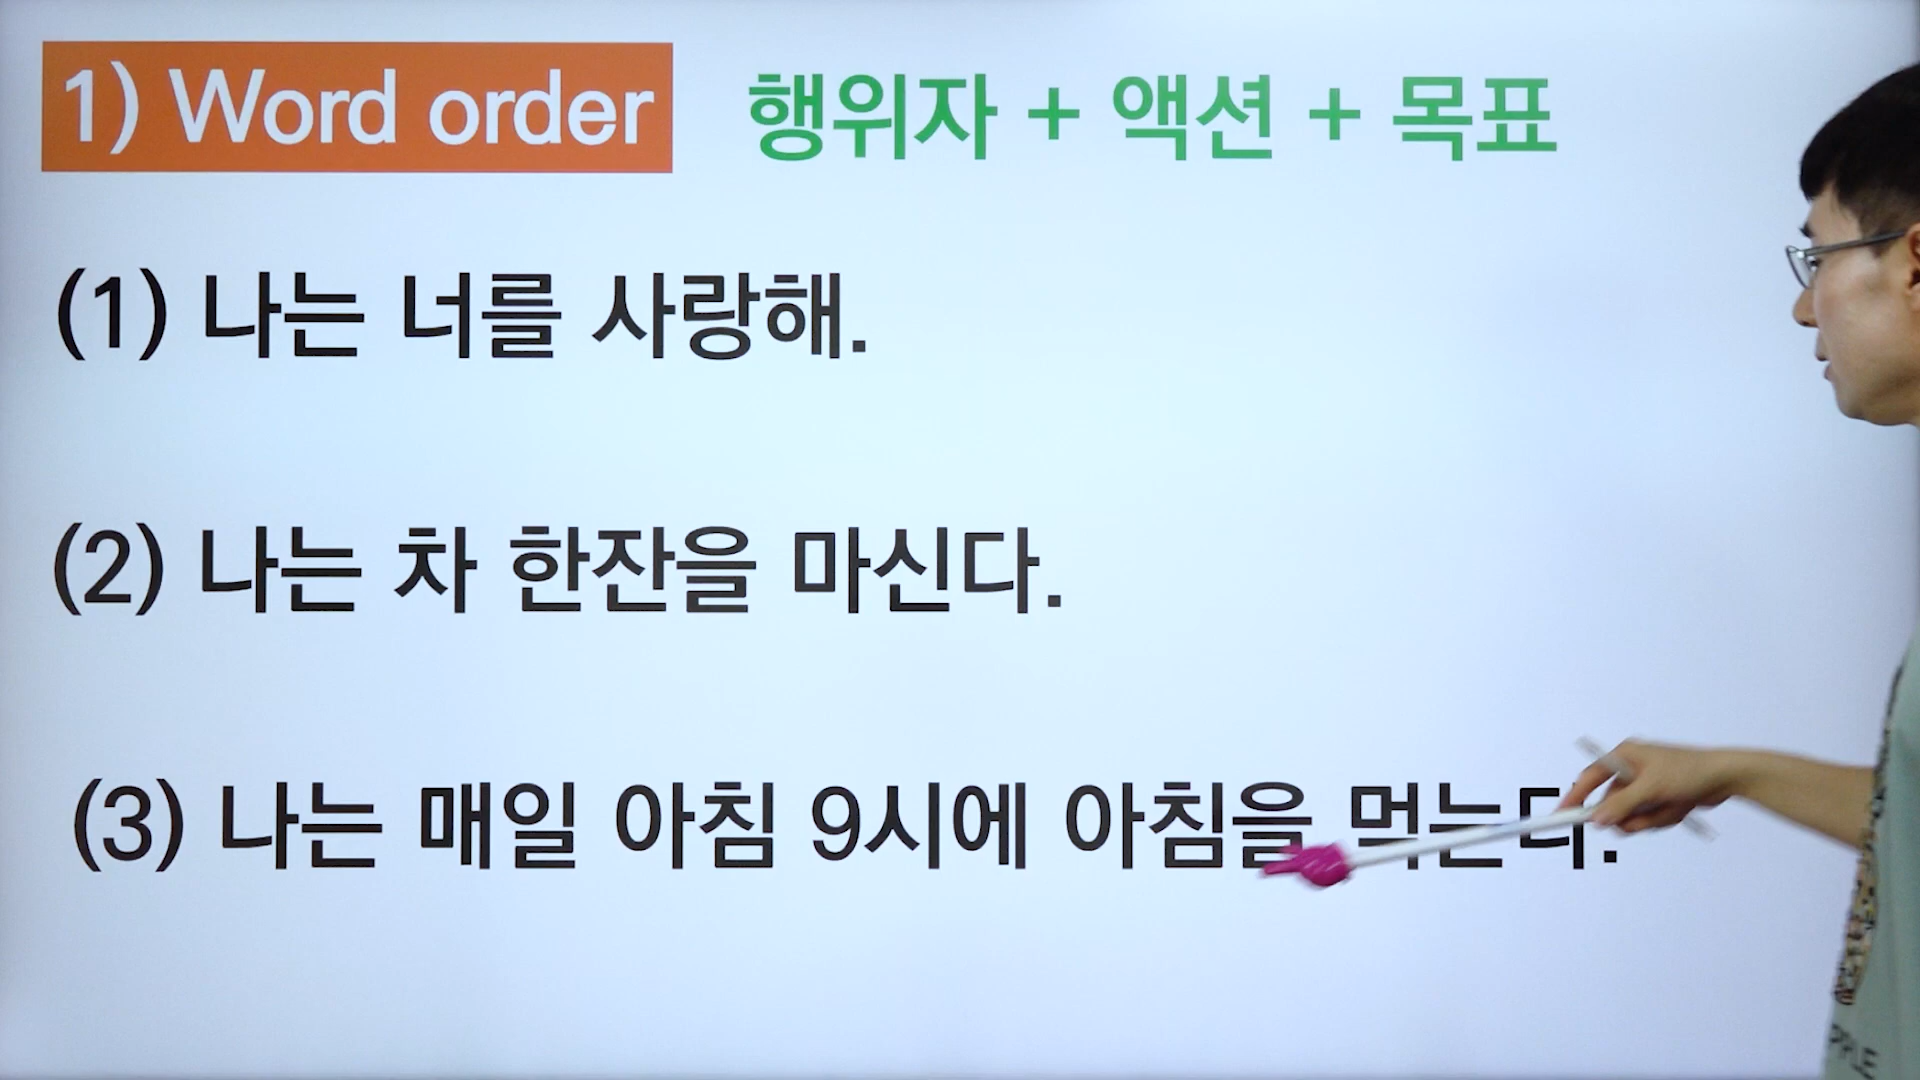 1) Word order 행위자 + 액션 + 목표
(1) 나는 너를 사랑해.
(2) 나는 차 한잔을 마신다.
(3) 나는 매일 아침 9시에 아침을 먹는다.